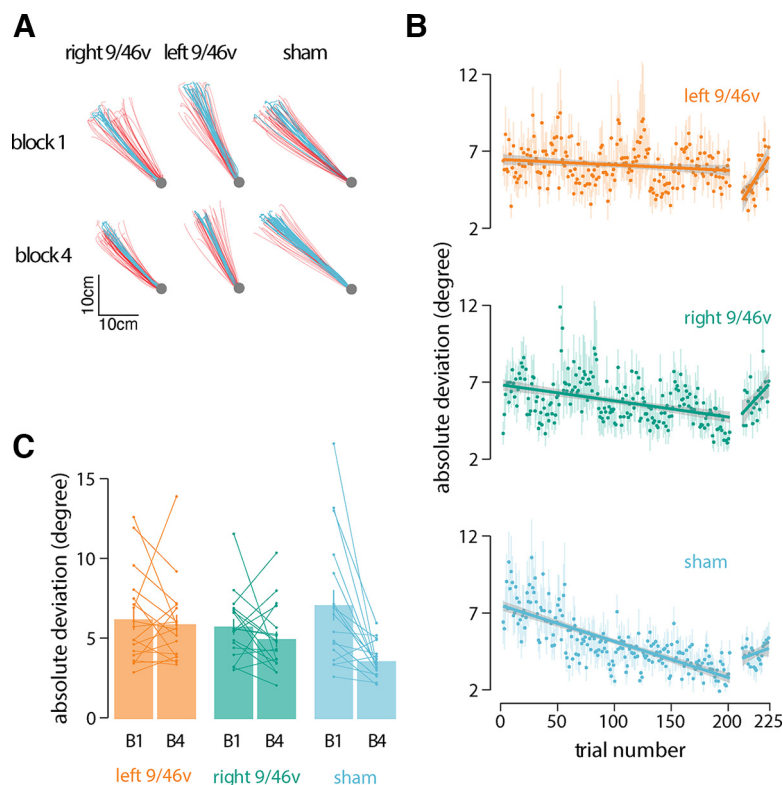 A
right 9/46v left 9/46v sham
block 1
block 4
10cm
10cm
B
absolute deviation (degree)
12
7
2
left 9/46v
12
7
2
right 9/46v
12
7
2
sham
0 50 100 150 200 225
trial number
C
absolute deviation (degree)
15
10
5
0
B1 B4 B1 B4 B1 B4
left 9/46v right 9/46v sham